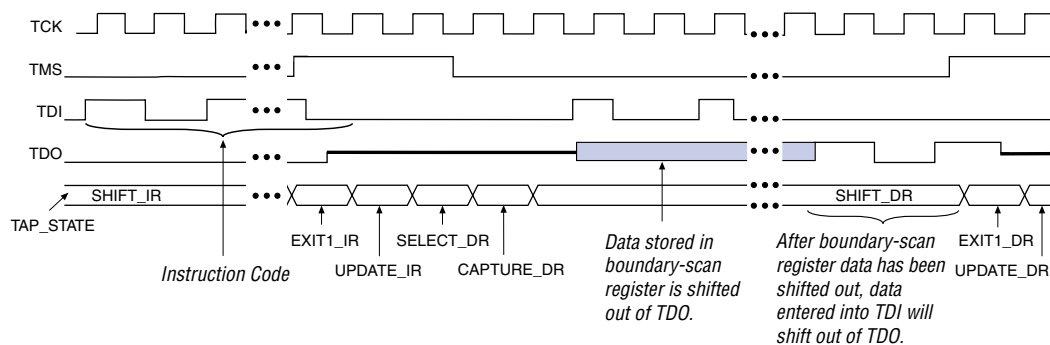 TCK
TMS
TDI
TDO
SHIFT_IR
SHIFT_DR
TAP_STATE
EXIT1_IR
SELECT_DR
EXIT1_DR
UPDATE_IR
CAPTURE_DR
UPDATE_DR
Instruction Code
Data stored in
boundary-scan
register is shifted
out of TDO.
After boundary-scan
register data has been
shifted out, data
entered into TDI will
shift out of TDO.